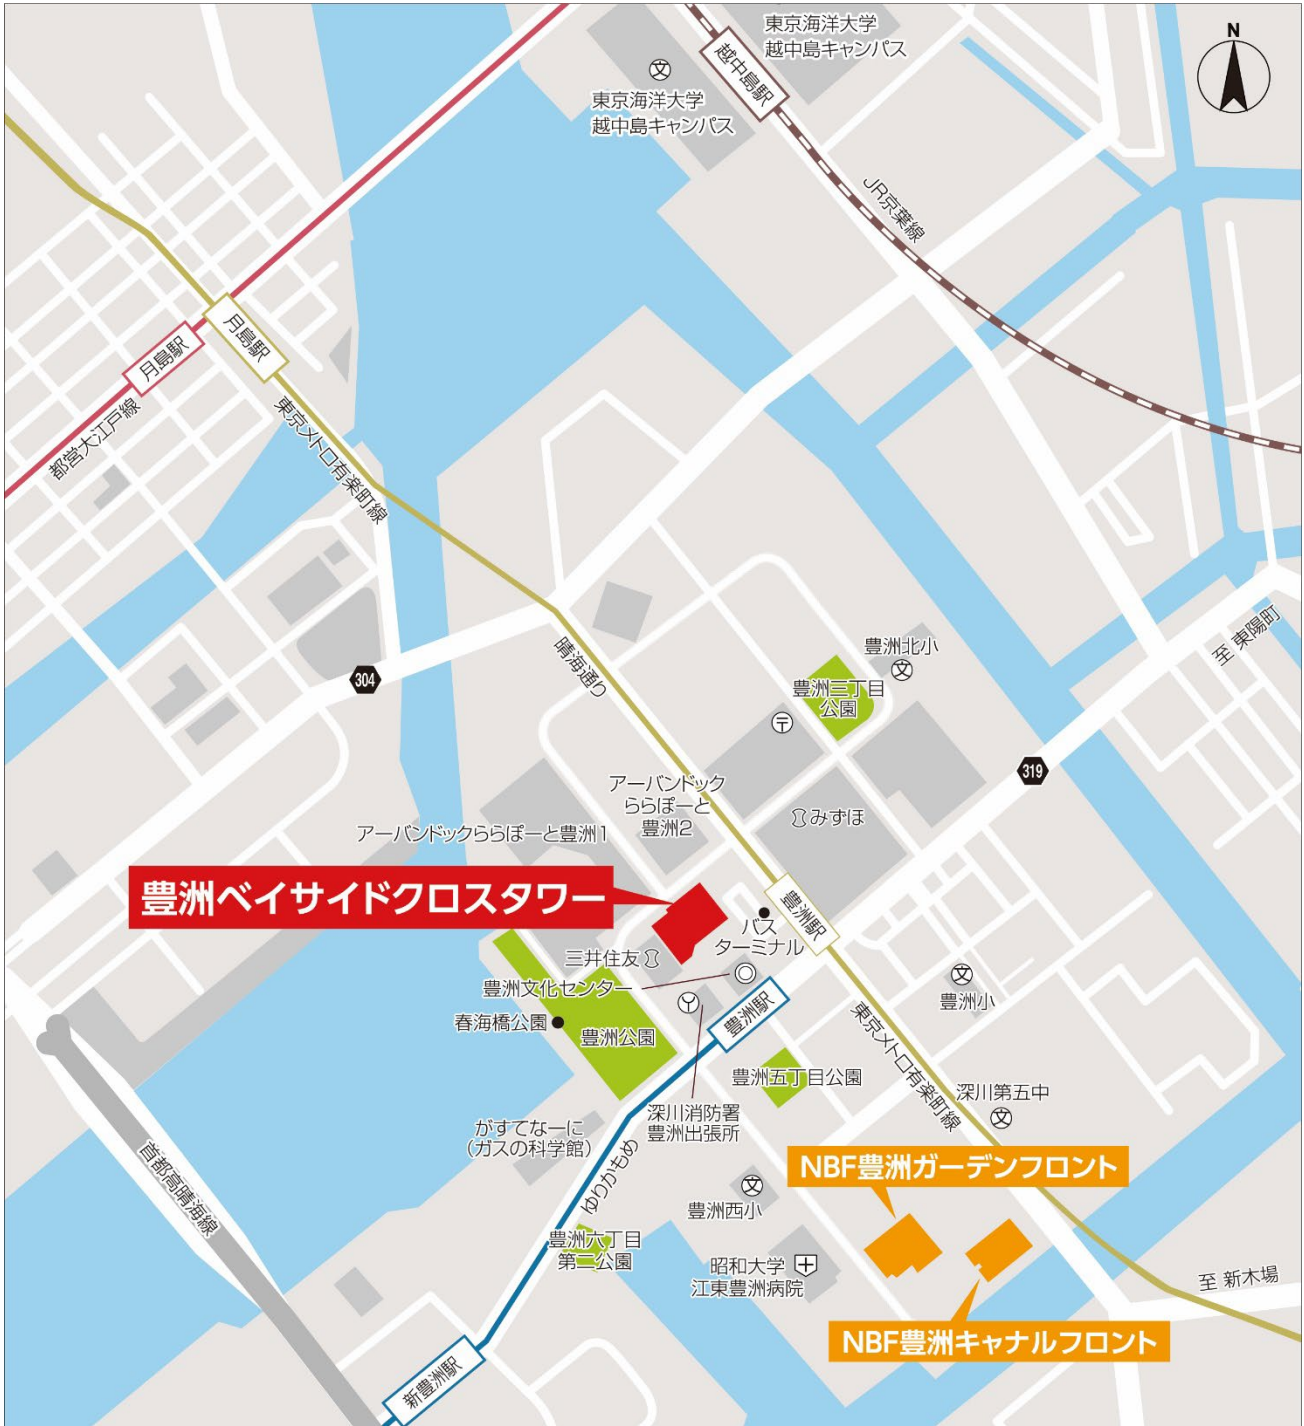 東京海洋大学
越中島キャンパス
N
越中島駅
東京海洋大学
越中島キャンパス
JR京葉線
月島駅
月島駅
都営大江戸線
東京メトロ有楽町線
至 東陽町
304
晴海通り
豊洲北小
文
豊洲三丁目
公園
319
アーバンドック
ららぽーと
豊洲2
みずほ
アーバンドックららぽーと豊洲1
豊洲ベイサイドクロスタワー
豊洲駅
バス
ターミナル
三井住友
豊洲文化センター
文
豊洲小
春海橋公園
豊洲公園
豊洲駅
東京メトロ有楽町線
豊洲五丁目公園
深川第五中
文
深川消防署
豊洲出張所
がすてなーに
(ガスの科学館)
ゆりかもめ
首都高晴海線
NBF豊洲ガーデンフロント
文
豊洲西小
豊洲六丁目
第二公園
昭和大学
江東豊洲病院
至 新木場
NBF豊洲キャナルフロント
新豊洲駅